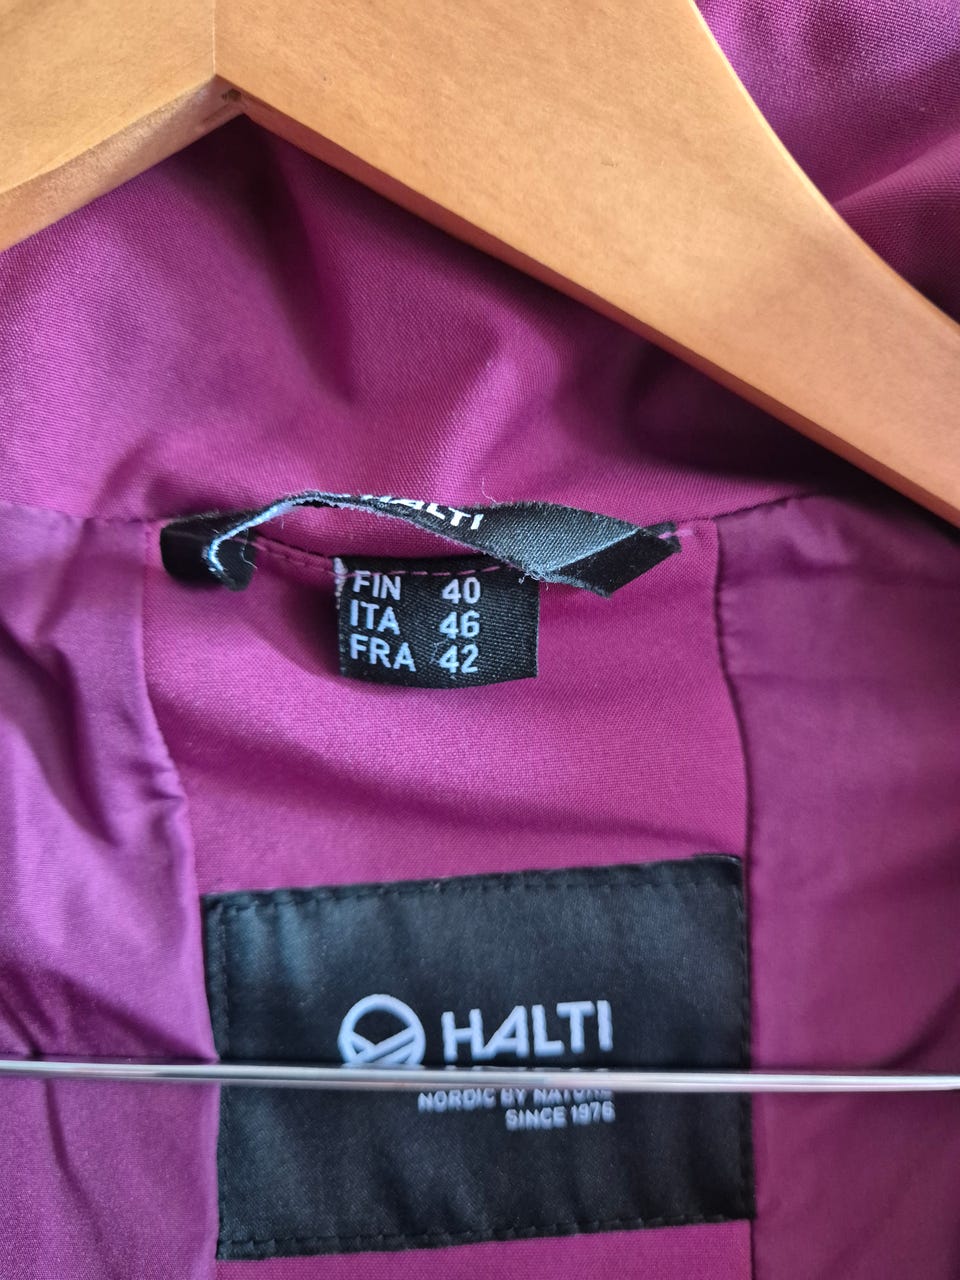 HALTI
FIN 40
ITA 46
FRA 42
HALTI
NORDIC BY NATURE
SINCE 1976